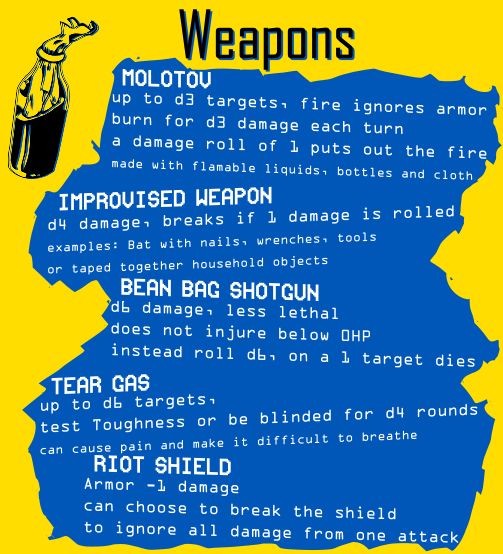 Weapons
MOLOTOV
up to d3 targets, fire ignores armor
burn for d3 damage each turn
a damage roll of 1 puts out the fire
made with flamable liquids, bottles and cloth
IMPROVISED WEAPON
d4 damage, breaks if 1 damage is rolled
examples: Bat with nails, wrenches, tools
or taped together household objects
BEAN BAG SHOTGUN
d6 damage, less lethal
does not injure below 0HP
instead roll d6, on a 1 target dies
TEAR GAS
up to d6 targets,
test Toughness or be blinded for d4 rounds
can cause pain and make it difficult to breathe
RIOT SHIELD
Armor -1 damage
can choose to break the shield
to ignore all damage from one attack